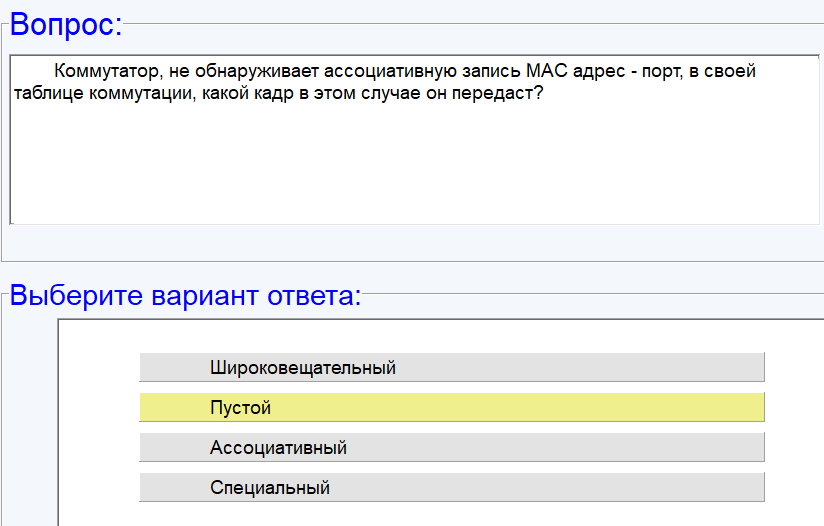 Вопрос:
Коммутатор, не обнаруживает ассоциативную запись MAC адрес - порт, в своей
таблице коммутации, какой кадр в этом случае он передаст?
Выберите вариант ответа:
Широковещательный
Пустой
Ассоциативный
Специальный